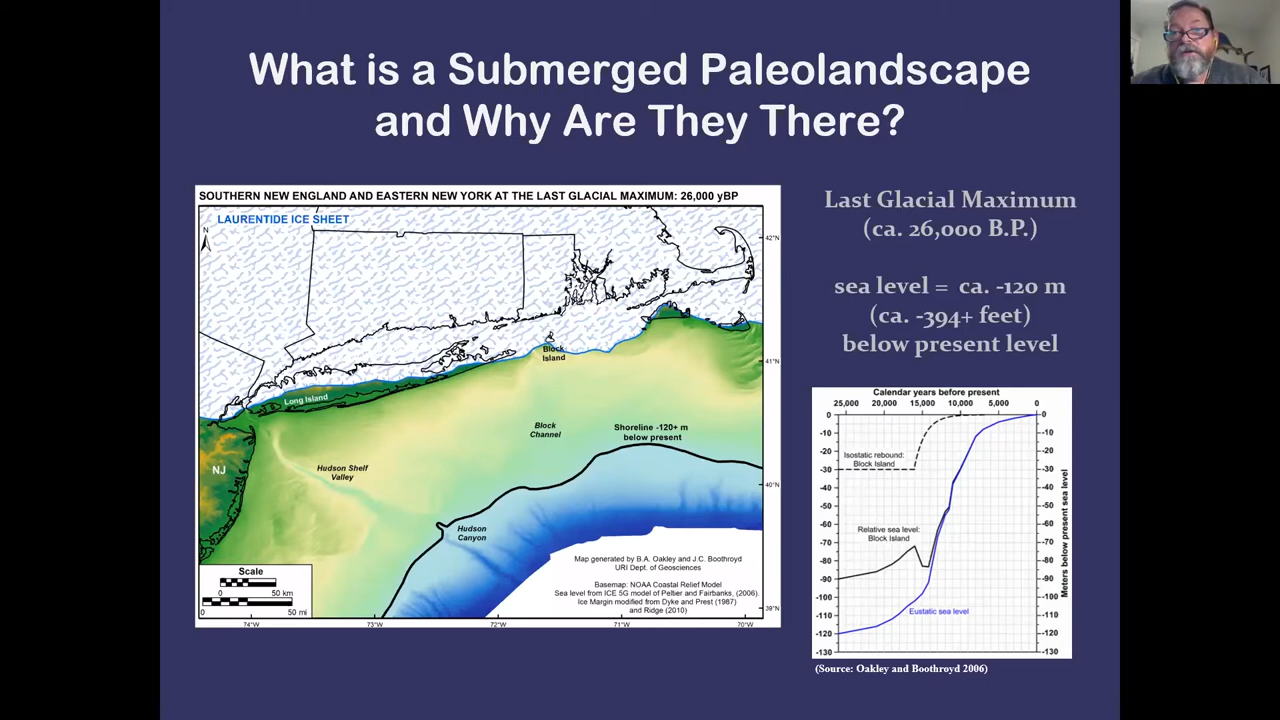 What is a Submerged Paleolandscape
and Why Are They There?
SOUTHERN NEW ENGLAND AND EASTERN NEW YORK AT THE LAST GLACIAL MAXIMUM: 26,000 yBP
LAURENTIDE ICE SHEET
N
42°N
41°N
40°N
39°N
Block
Island
Long Island
Block
Channel
Shoreline -120+ m
below present
NJ
Hudson Shelf
Valley
Hudson
Canyon
Map generated by B.A. Oakley and J.C. Boothroyd
URI Dept. of Geosciences
Basemap: NOAA Coastal Relief Model
Sea level from ICE 5G model of Peltier and Fairbanks, (2006).
Ice Margin modified from Dyke and Prest (1987)
and Ridge (2010)
Scale
0 50 km
0 50 mi
74°W 73°W 72°W 71°W 70°W
Last Glacial Maximum
(ca. 26,000 B.P.)
sea level = ca. -120 m
(ca. -394+ feet)
below present level
Calendar years before present
25,000 20,000 15,000 10,000 5,000 0
0 0
-10 -10
-20 -20
-30 -30
-40 -40
-50 -50
-60 -60
-70 -70
-80 -80
-90 -90
-100 -100
-110 -110
-120 -120
-130 -130
Isostatic rebound:
Block Island
Relative sea level:
Block Island
Eustatic sea level
Meters below present sea level
(Source: Oakley and Boothroyd 2006)